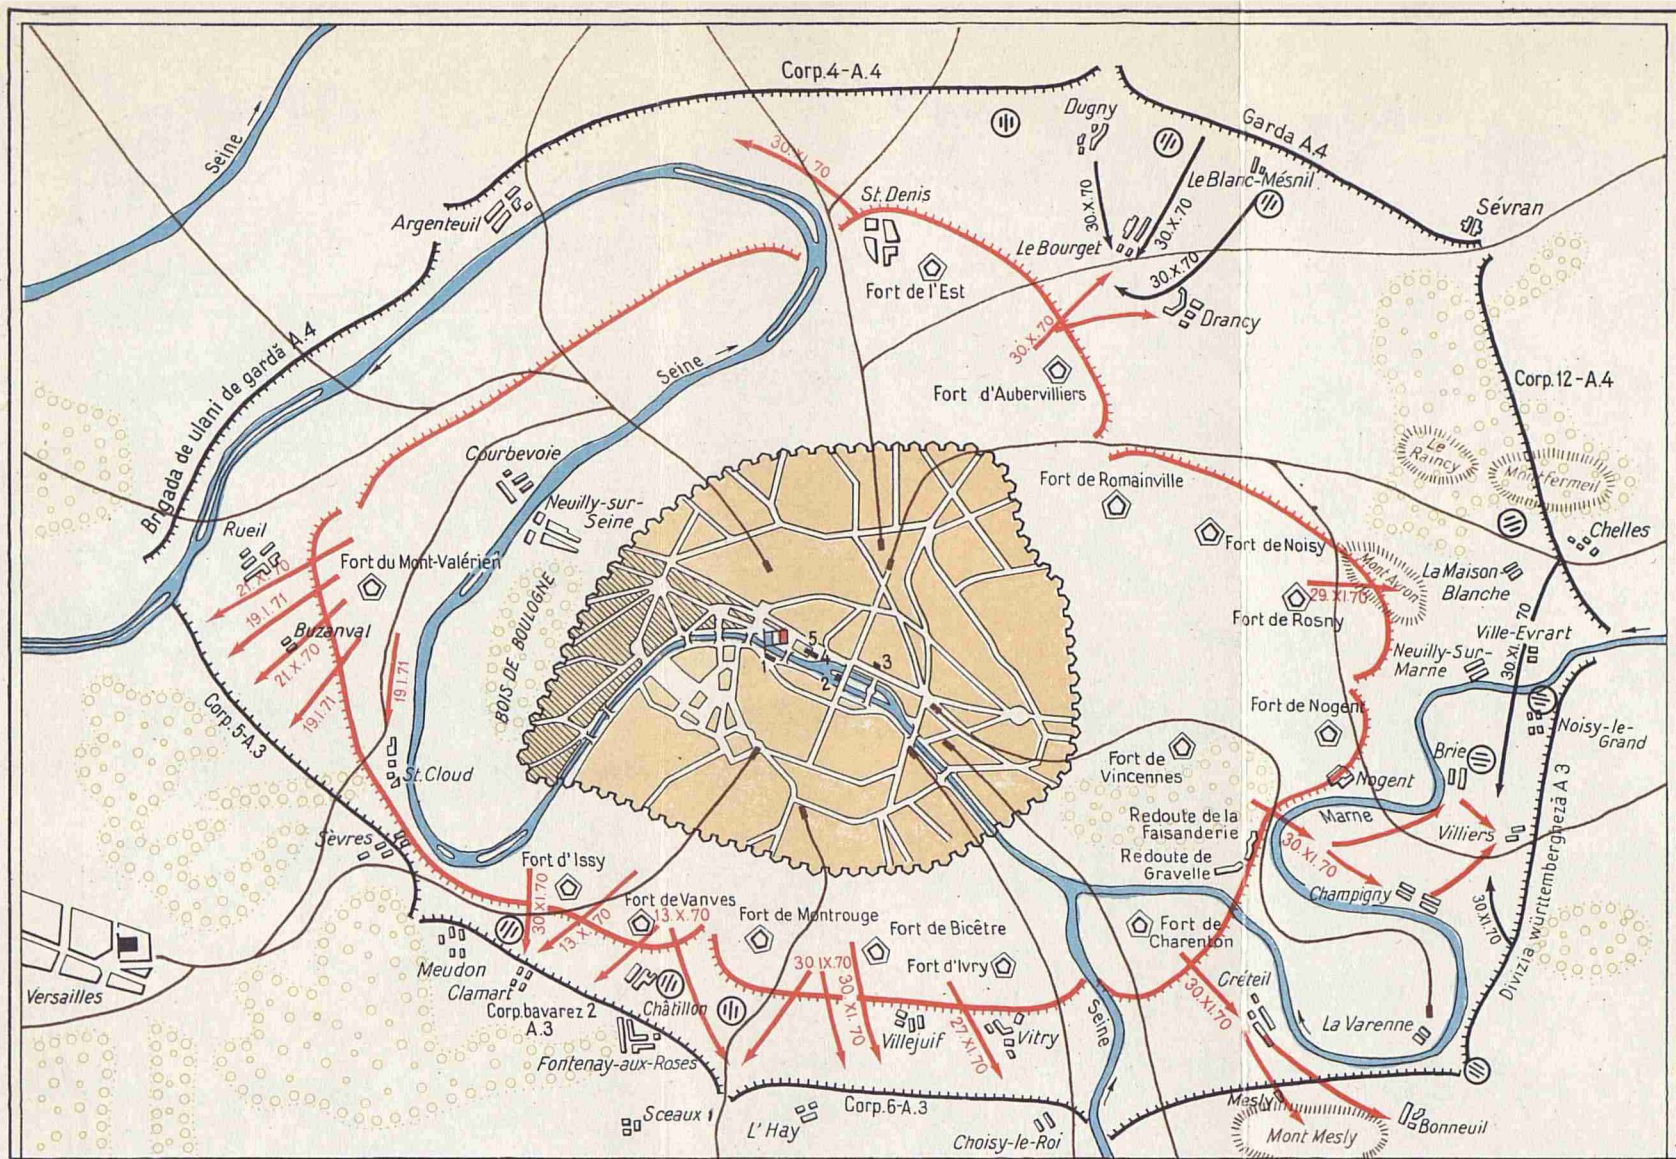 Corp.4-A.4
Seine
30.XI.70
Dugny
Garda A.4
30.X.70
Le Blanc-Mésnil
30.X.70
Argenteuil
St.Denis
Sévran
Le Bourget
30.X.70
Fort de l'Est
Drancy
30.X.70
Brigada de ulani de gardă A.4
Seine
Fort d'Aubervilliers
Corp.12-A.4
Courbevoie
Le
Raincy
Montfermeil
Neuilly-sur-
Seine
Fort de Romainville
Rueil
Chelles
Fort de Noisy
Fort du Mont-Valérien
21.X.70
Mont Avron
La Maison-
Blanche
19.I.71
BOIS DE BOULOGNE
29.XI.70
Fort de Rosny
Buzanval
21.X.70
19.I.71
5
4
3
1
2
Ville-Evrart
30.XI.70
Neuilly-Sur-
Marne
19.I.71
Corp.5-A.3
Fort de Nogent
Noisy-le-
Grand
Brie
St.Cloud
Fort de
Vincennes
Nogent
Redoute de la
Faisanderie
Marne
Villiers
Sèvres
Redoute de
Gravelle
30.XI.70
Fort d'Issy
Champigny
30.XI.70
Fort de Vanves
13.X.70
13.X.70
Fort de Montrouge
Fort de Bicêtre
Fort de
Charenton
30.XI.70
Divizia württembergheză A 3
Versailles
Meudon
Clamart
30 IX.70
Fort d'Ivry
30.XI.70
Créteil
Châtillon
Corp.bavarez 2
A.3
30.XI.70
27.XI.70
Seine
La Varenne
Villejuif
Vitry
Fontenay-aux-Roses
Corp.6-A.3
Mesly
Sceaux
L'Hay
Choisy-le-Roi
Mont Mesly
Bonneuil